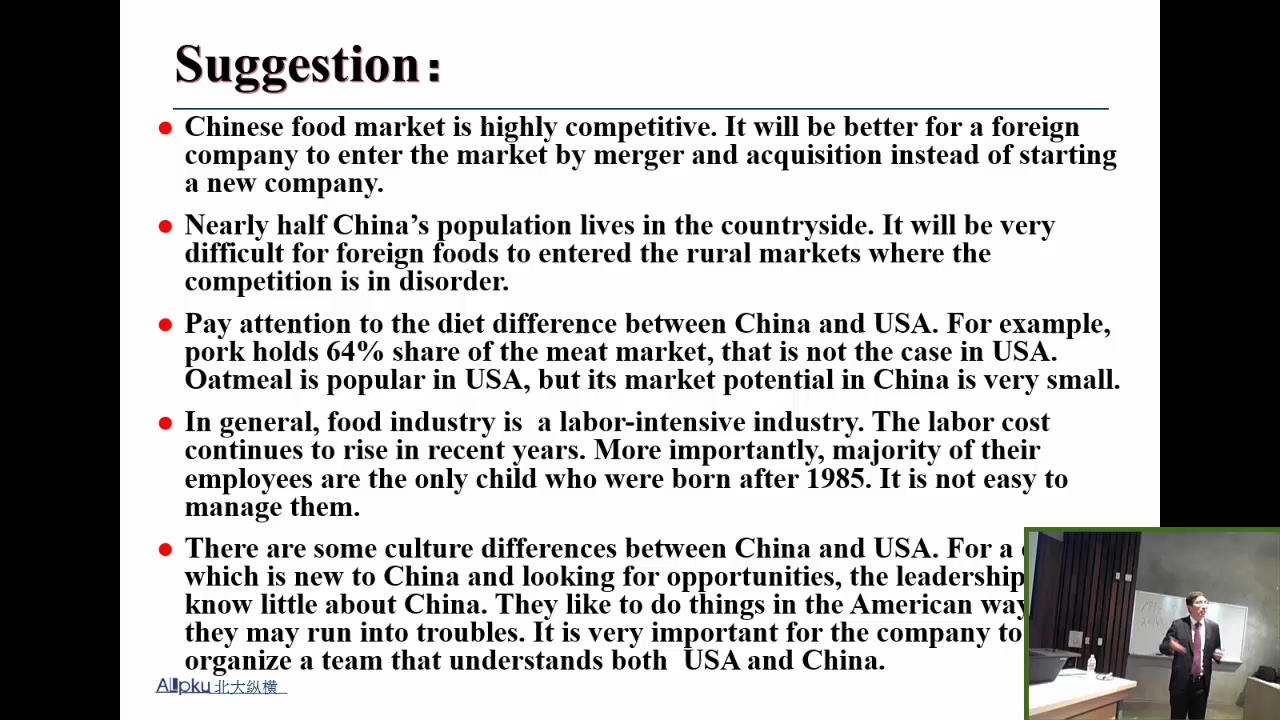 Suggestion：
Chinese food market is highly competitive. It will be better for a foreign
company to enter the market by merger and acquisition instead of starting
a new company.
Nearly half China’s population lives in the countryside. It will be very
difficult for foreign foods to entered the rural markets where the
competition is in disorder.
Pay attention to the diet difference between China and USA. For example,
pork holds 64% share of the meat market, that is not the case in USA.
Oatmeal is popular in USA, but its market potential in China is very small.
In general, food industry is a labor-intensive industry. The labor cost
continues to rise in recent years. More importantly, majority of their
employees are the only child who were born after 1985. It is not easy to
manage them.
There are some culture differences between China and USA. For a
which is new to China and looking for opportunities, the leadership
know little about China. They like to do things in the American way
they may run into troubles. It is very important for the company to
organize a team that understands both USA and China.
Allpku 北大纵横